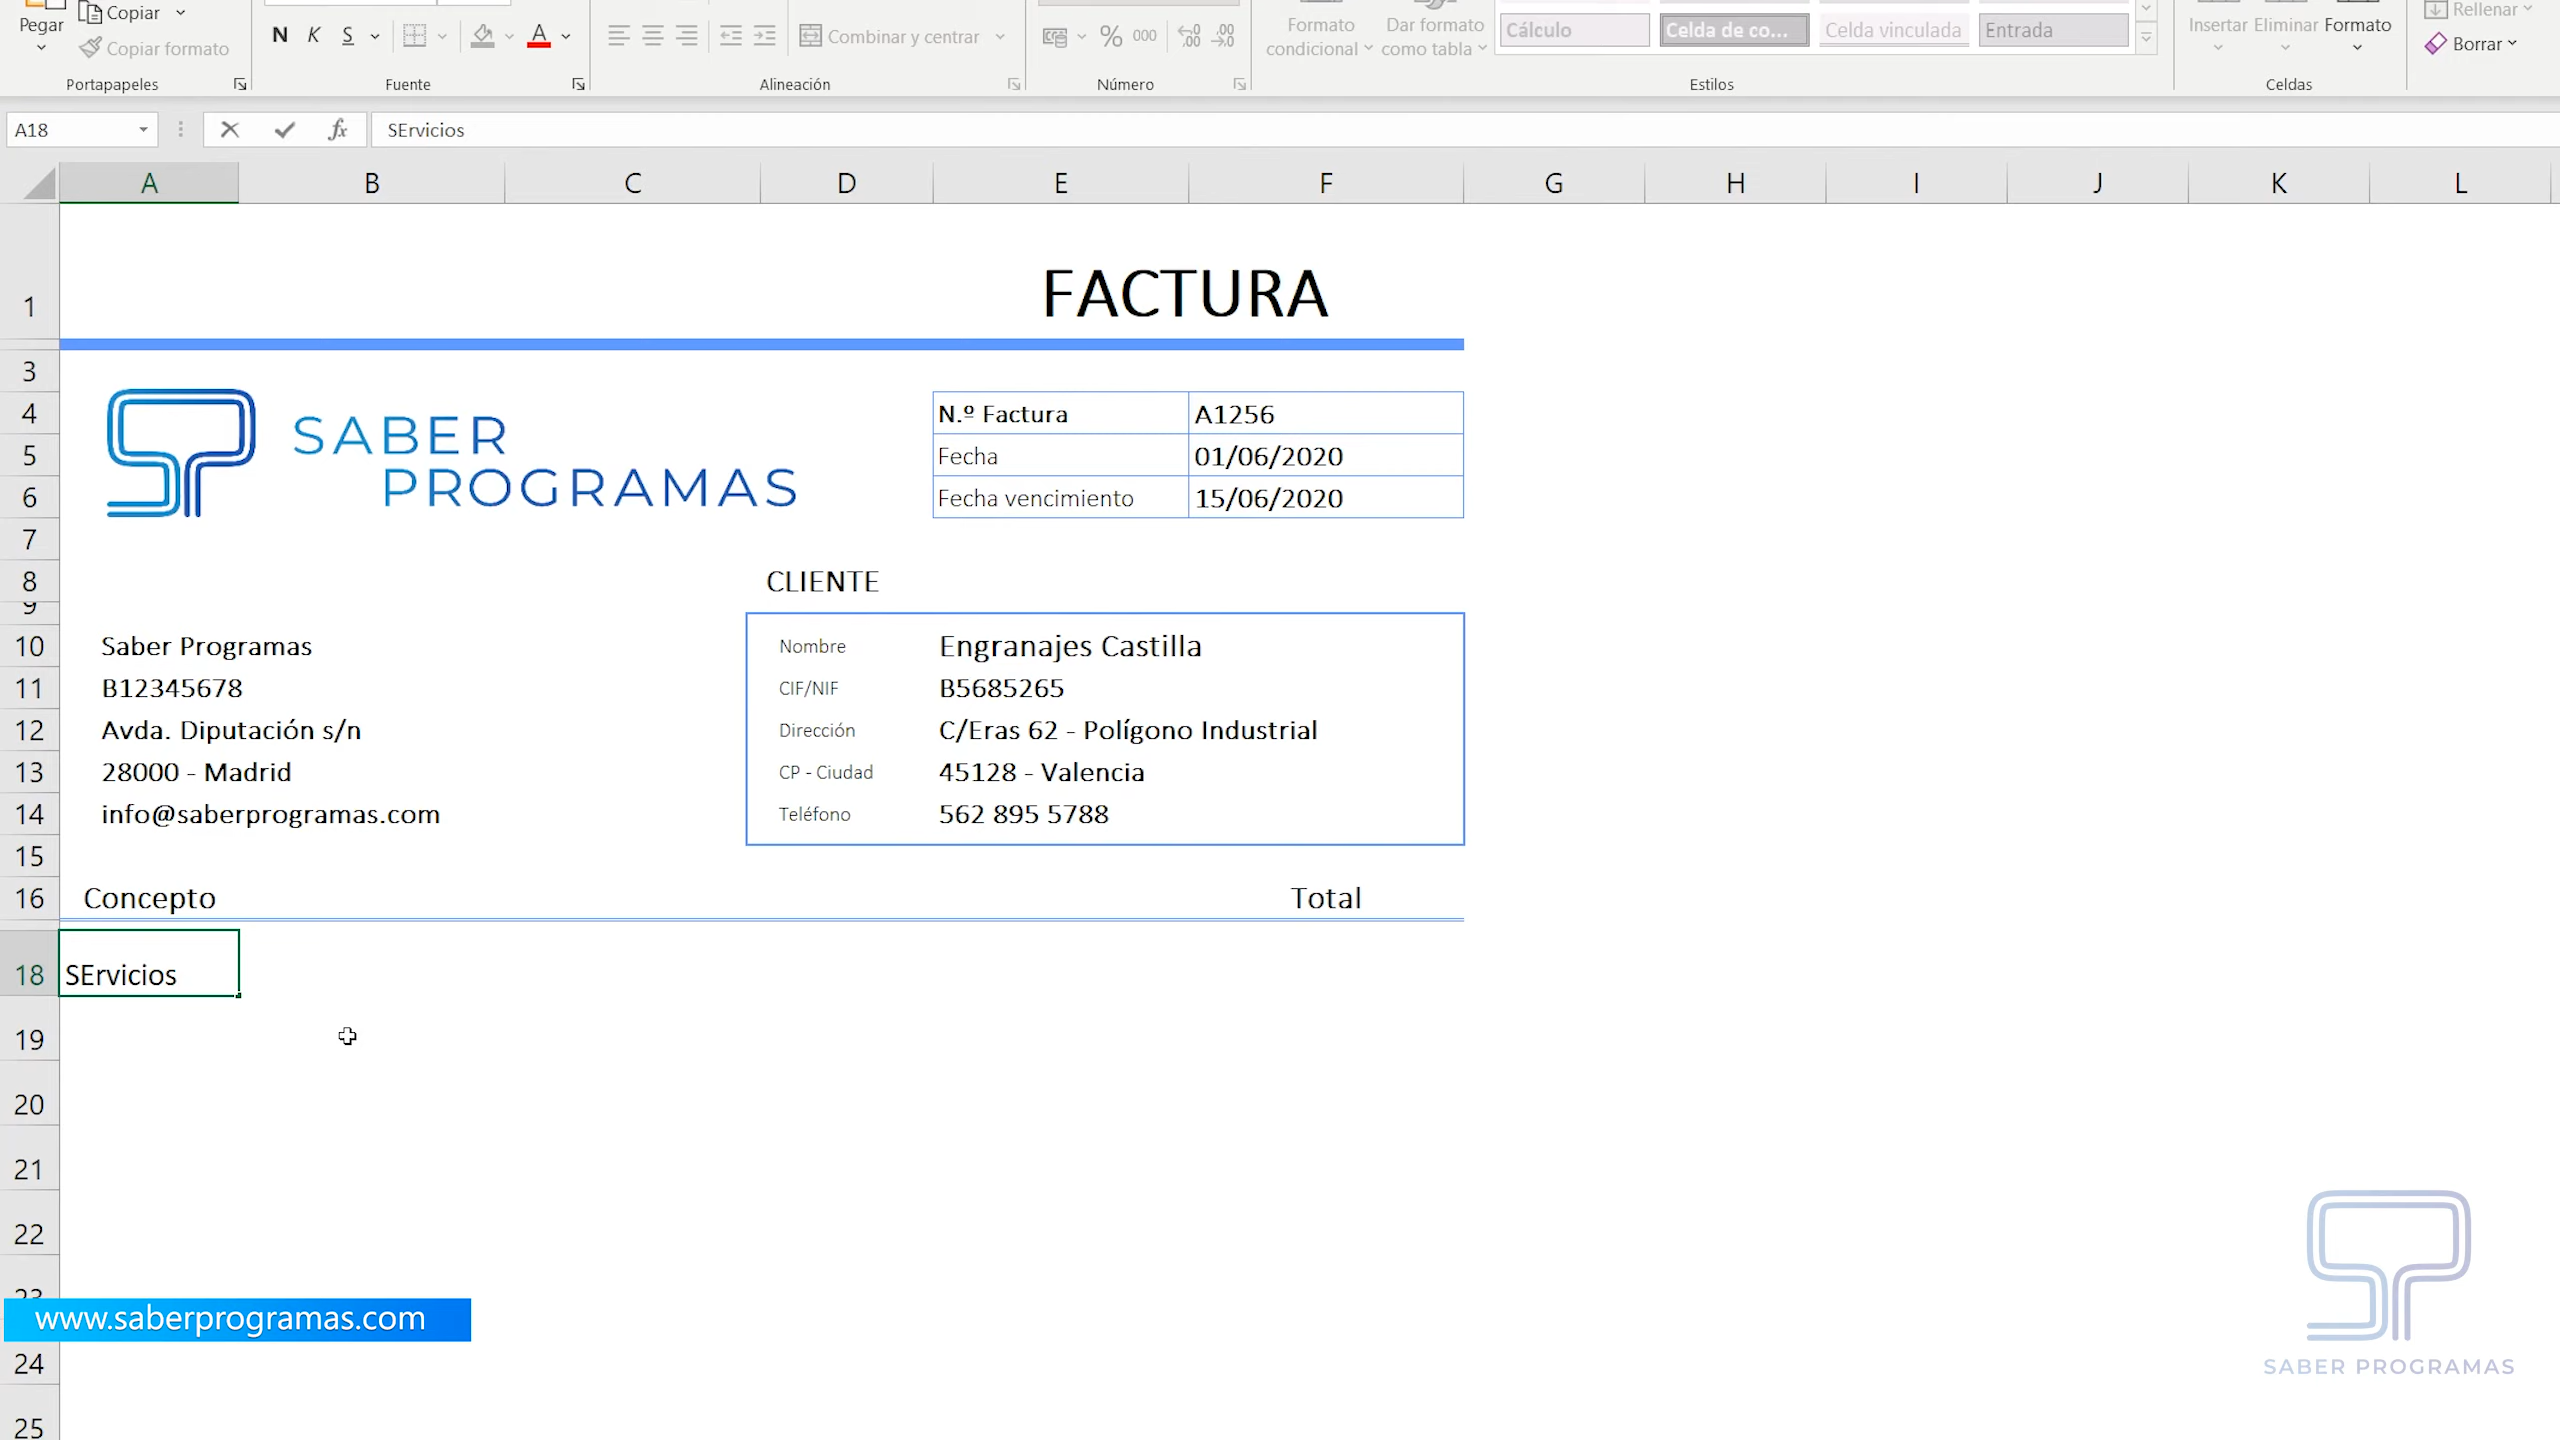 Pegar
Copiar
Copiar formato
Portapapeles
N K S
A
Fuente
Combinar y centrar
Alineación
% 000
Número
Formato condicional
Dar formato como tabla
Cálculo
Celda de co...
Celda vinculada
Entrada
Estilos
Insertar Eliminar Formato
Celdas
Rellenar
Borrar
A18
fx
SErvicios
A B C D E F G H I J K L
1
FACTURA
3
SABER
PROGRAMAS
4
N.º Factura A1256
5
Fecha 01/06/2020
6
Fecha vencimiento 15/06/2020
7
8
CLIENTE
9
10 Saber Programas Nombre Engranajes Castilla
11 B12345678 CIF/NIF B5685265
12 Avda. Diputación s/n Dirección C/Eras 62 - Polígono Industrial
13 28000 - Madrid CP - Ciudad 45128 - Valencia
14 info@saberprogramas.com Teléfono 562 895 5788
15
16 Concepto Total
18 SErvicios
19
20
21
22
23
www.saberprogramas.com
24
25
SABER PROGRAMAS